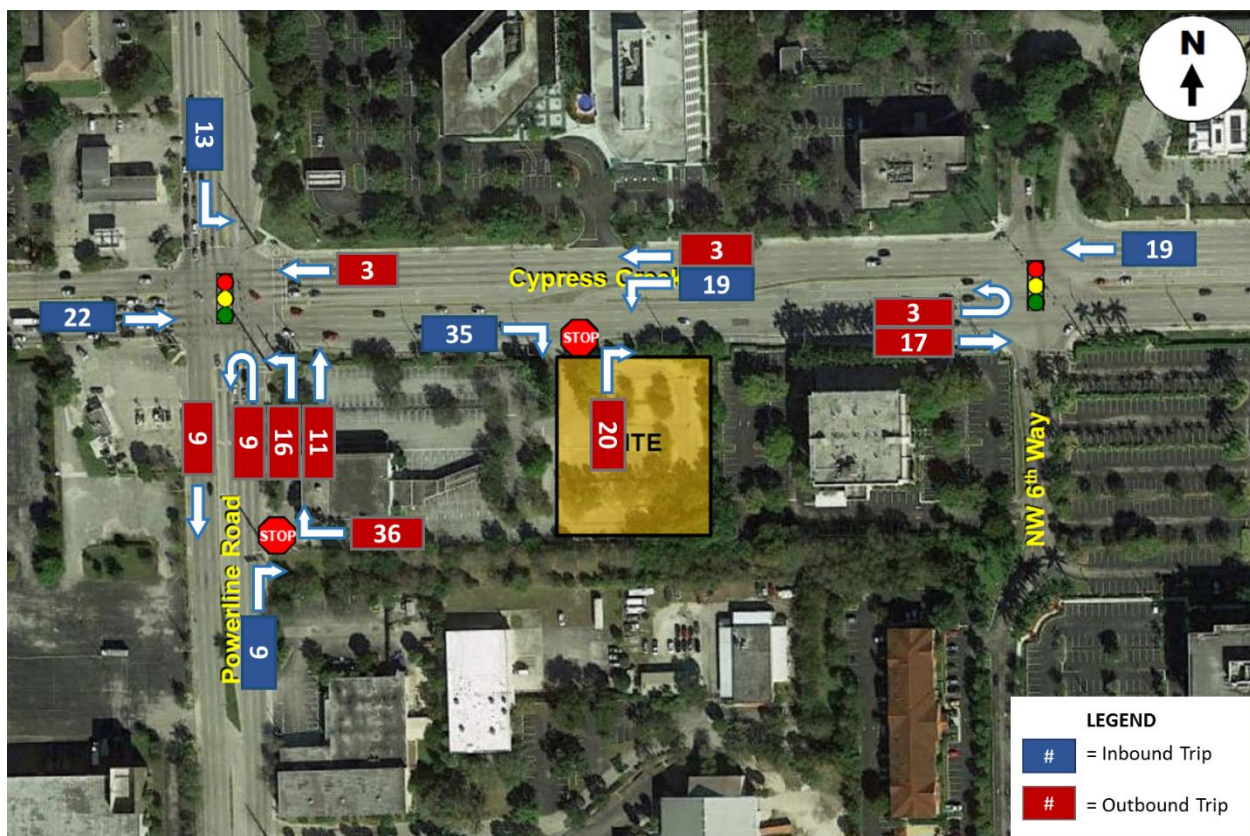 N
13
3
3
Cypress Creek
19
19
22
35
STOP
3
17
20
ITE
9
9
16
11
36
STOP
9
Powerline Road
NW 6th Way
LEGEND
# = Inbound Trip
# = Outbound Trip